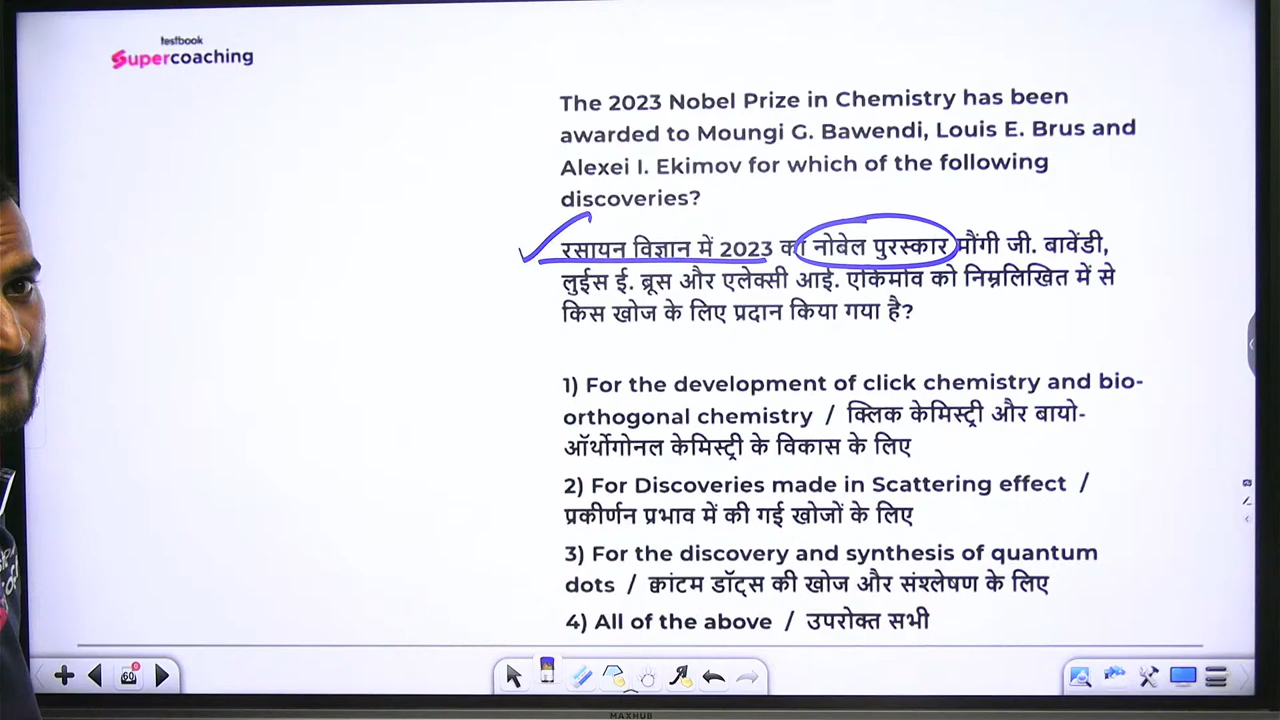 testbook
Supercoaching
The 2023 Nobel Prize in Chemistry has been
awarded to Moungi G. Bawendi, Louis E. Brus and
Alexei I. Ekimov for which of the following
discoveries?
रसायन विज्ञान में 2023 का नोबेल पुरस्कार मौंगी जी. बावेंडी,
लुईस ई. ब्रूस और एलेक्सी आई. एकिमोव को निम्नलिखित में से
किस खोज के लिए प्रदान किया गया है?
1) For the development of click chemistry and bio-
orthogonal chemistry / क्लिक केमिस्ट्री और बायो-
ऑर्थोगोनल केमिस्ट्री के विकास के लिए
2) For Discoveries made in Scattering effect /
प्रकीर्णन प्रभाव में की गई खोजों के लिए
3) For the discovery and synthesis of quantum
dots / क्वांटम डॉट्स की खोज और संश्लेषण के लिए
4) All of the above / उपरोक्त सभी
60
MAXHUB